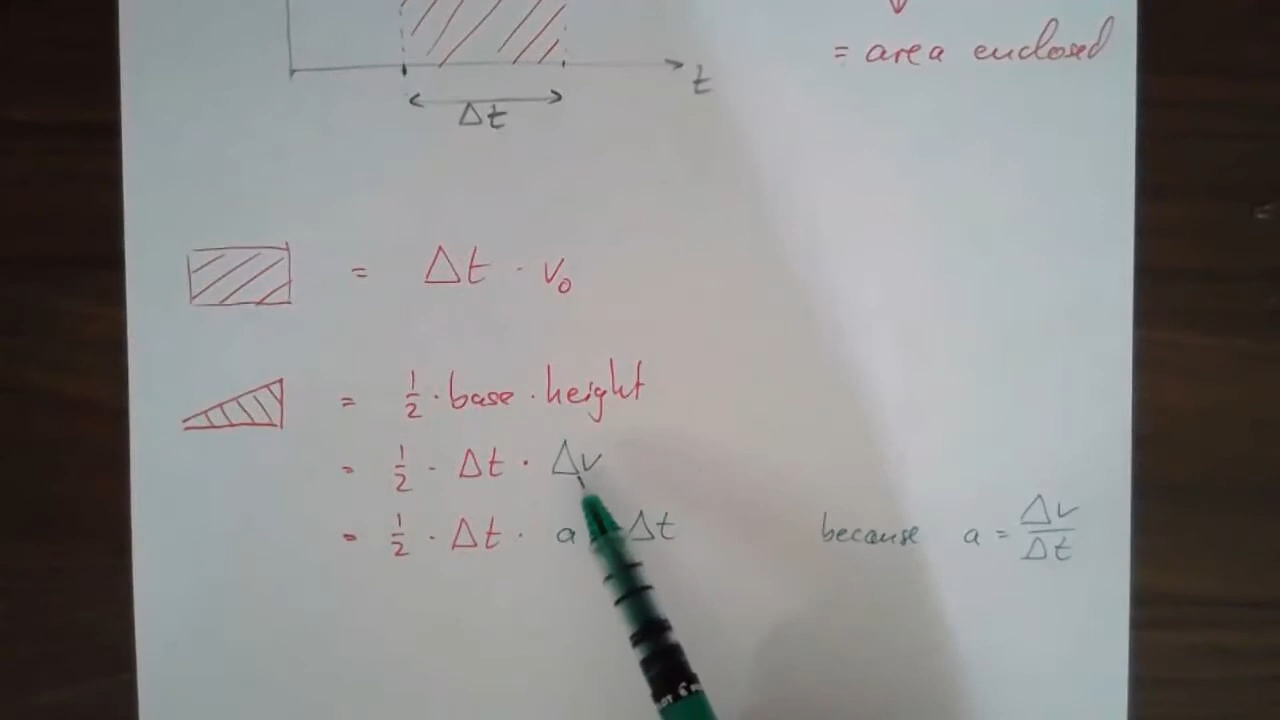 = area enclosed
t
Δt
= Δt · v₀
= ½ · base · height
= ½ · Δt · Δv
= ½ · Δt · a · Δt because a = Δv/Δt